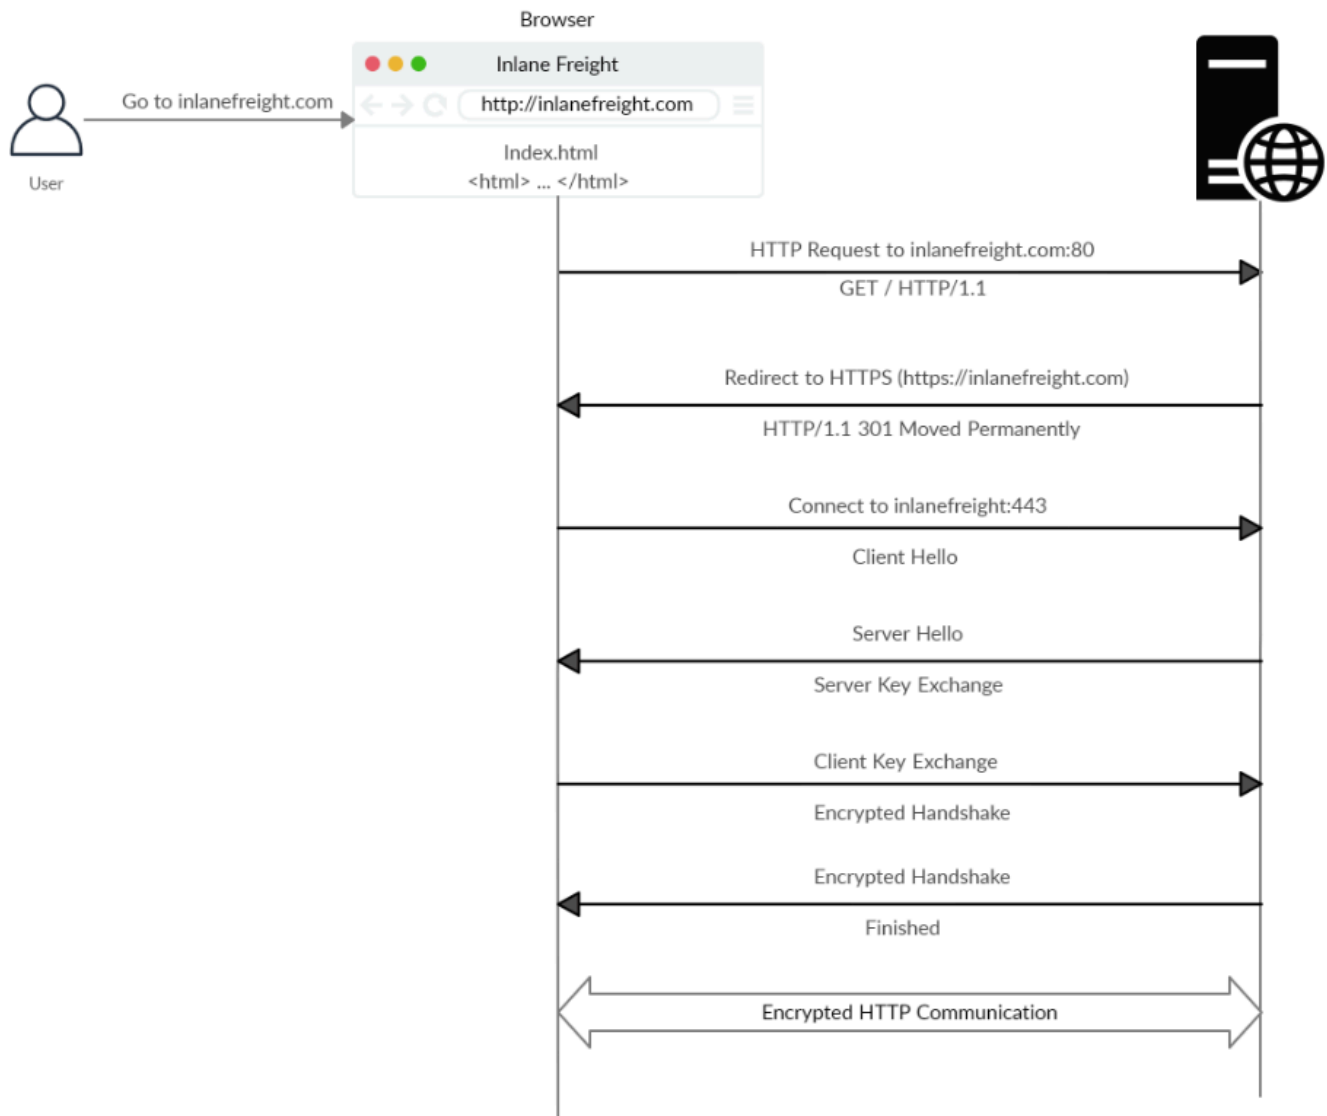 Browser
Inlane Freight
Go to inlanefreight.com
http://inlanefreight.com
Index.html
<html> ... </html>
User
HTTP Request to inlanefreight.com:80
GET / HTTP/1.1
Redirect to HTTPS (https://inlanefreight.com)
HTTP/1.1 301 Moved Permanently
Connect to inlanefreight:443
Client Hello
Server Hello
Server Key Exchange
Client Key Exchange
Encrypted Handshake
Encrypted Handshake
Finished
Encrypted HTTP Communication